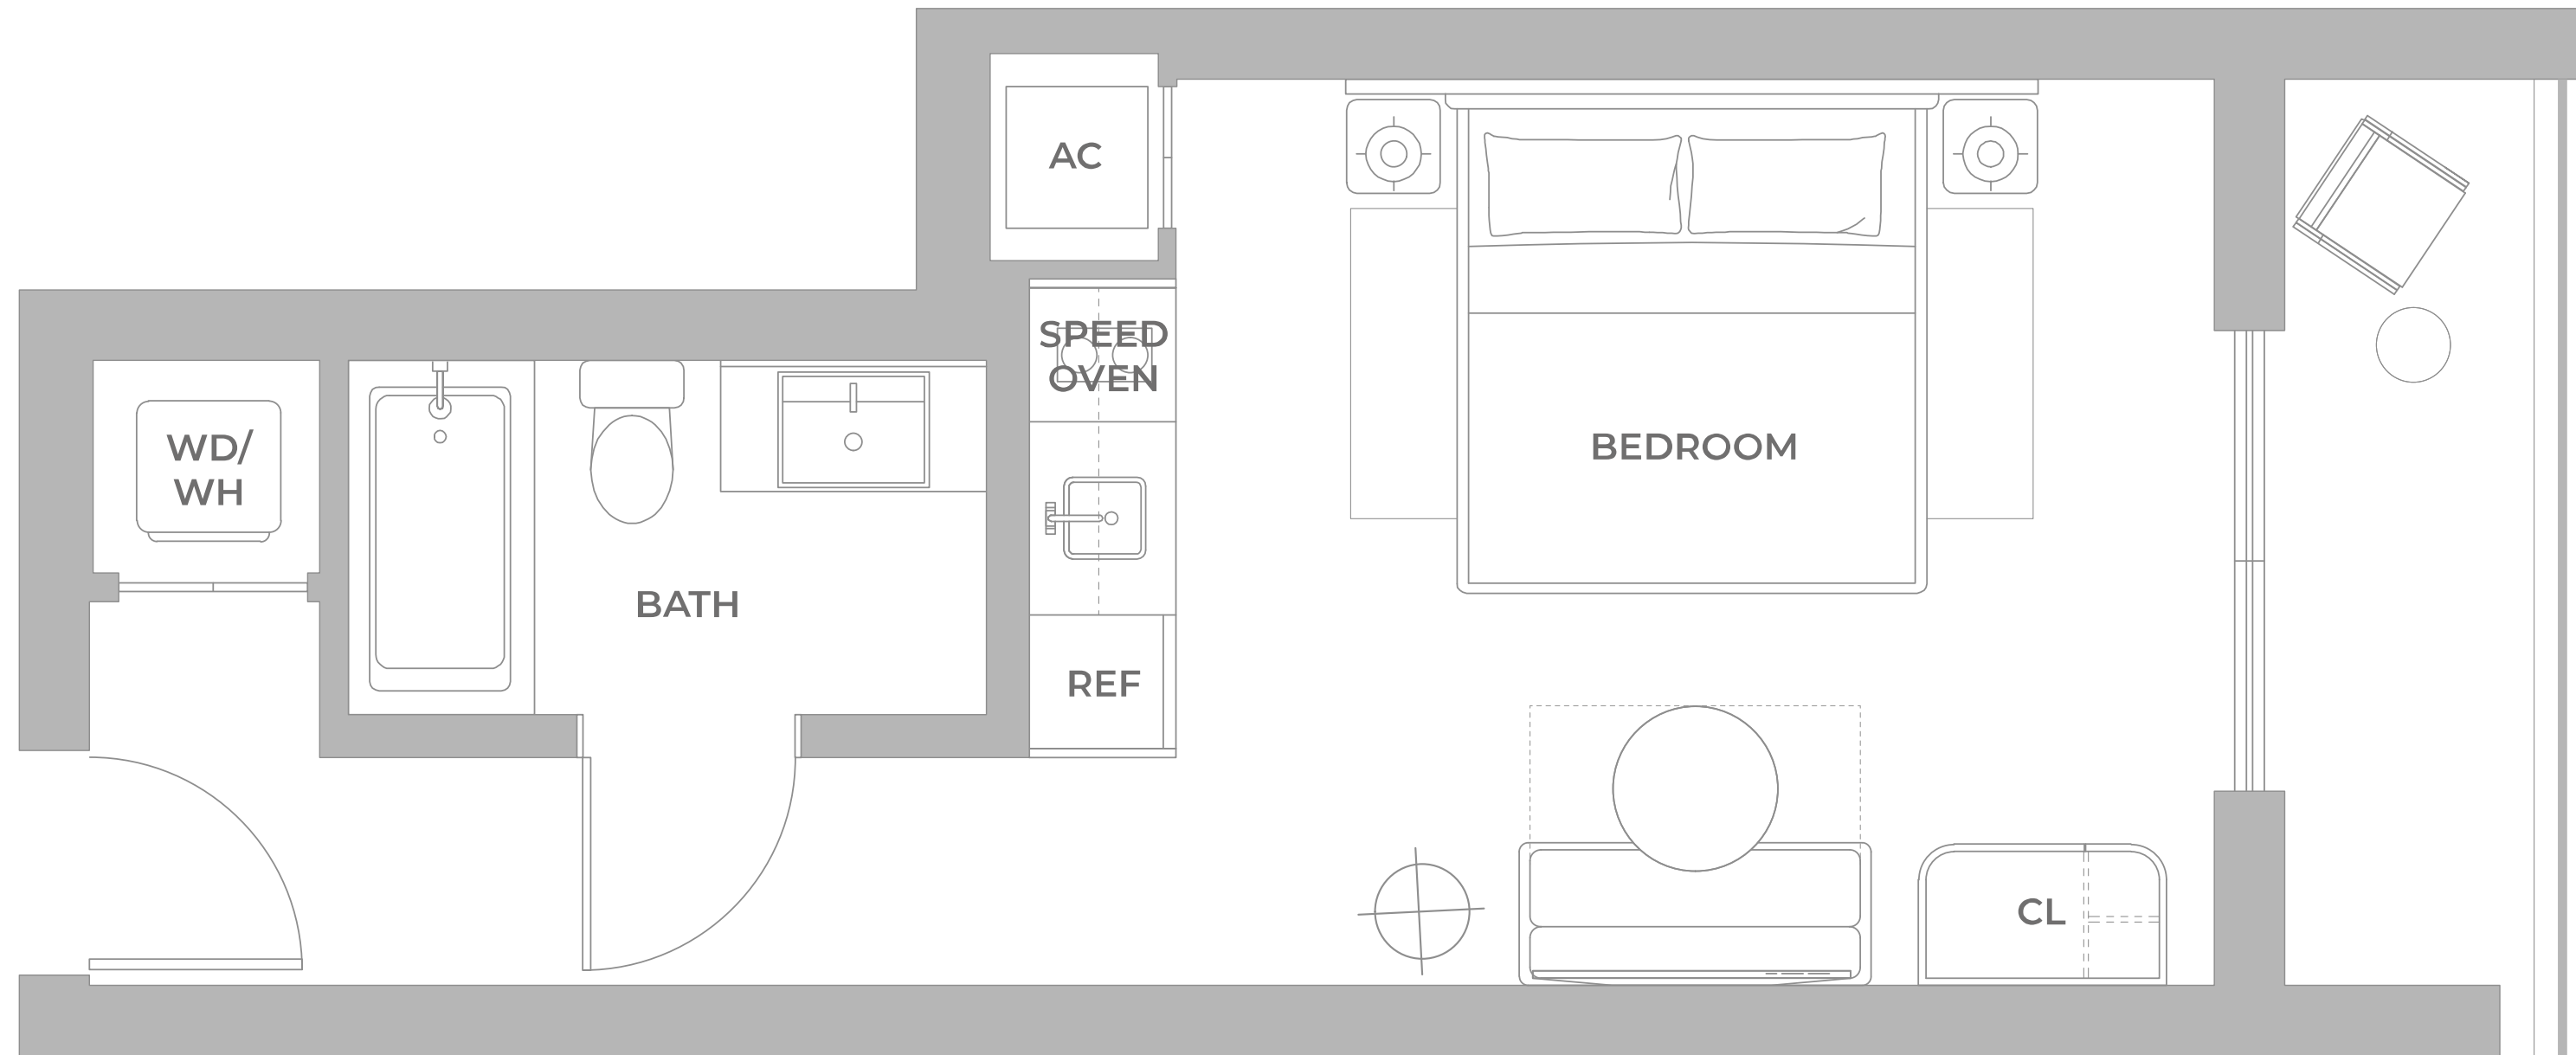 AC
SPEED
OVEN
WD/
WH
BEDROOM
BATH
REF
CL